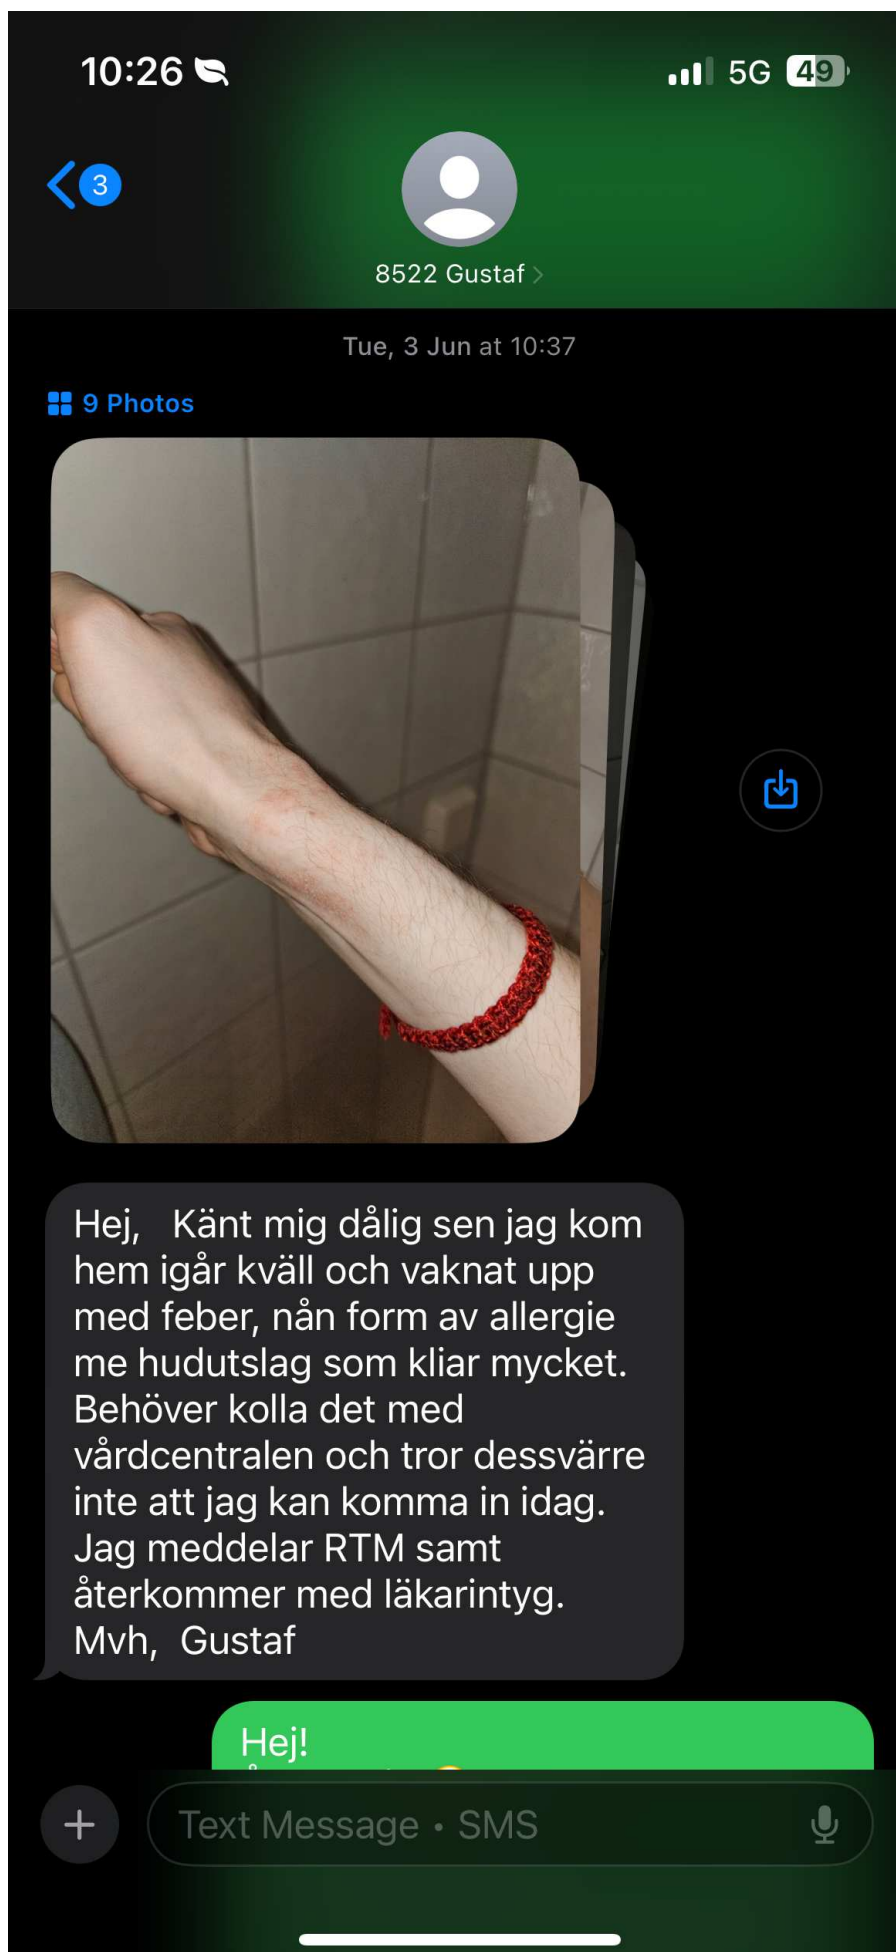 10:26
5G 49
3
8522 Gustaf
Tue, 3 Jun at 10:37
9 Photos
Hej, Känt mig dålig sen jag kom
hem igår kväll och vaknat upp
med feber, nån form av allergie
me hudutslag som kliar mycket.
Behöver kolla det med
vårdcentralen och tror dessvärre
inte att jag kan komma in idag.
Jag meddelar RTM samt
återkommer med läkarintyg.
Mvh, Gustaf
Hej!
Text Message • SMS